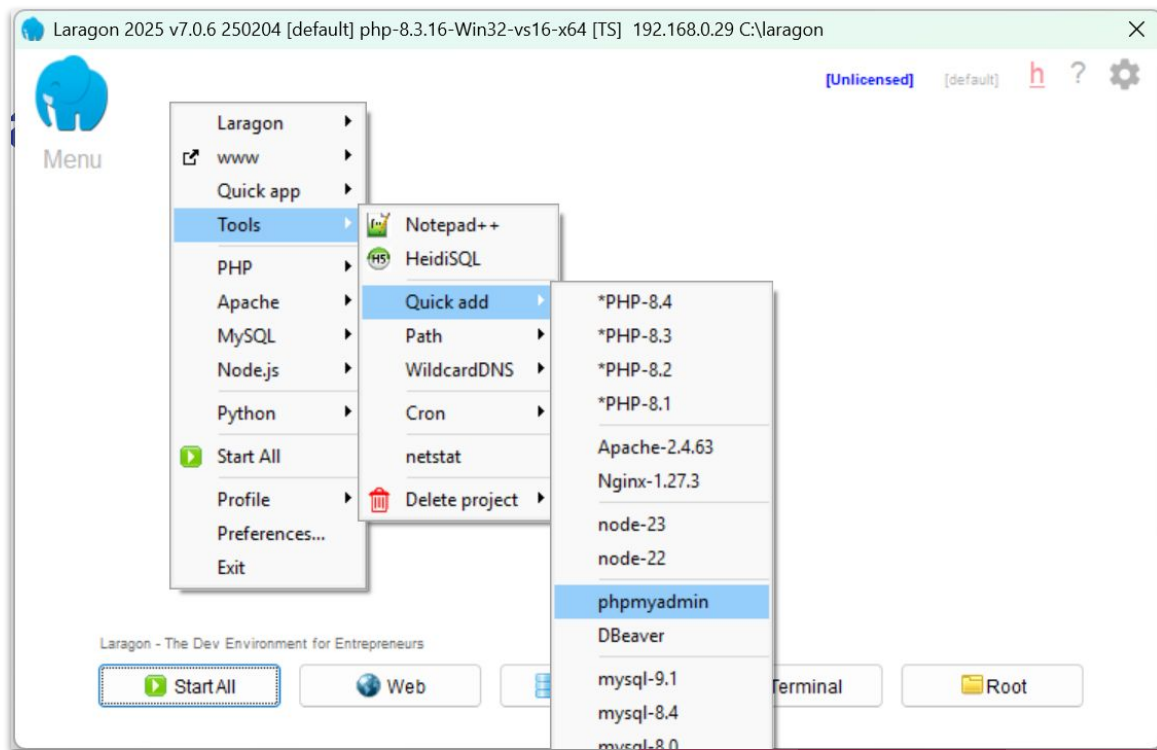 Laragon 2025 v7.0.6 250204 [default] php-8.3.16-Win32-vs16-x64 [TS] 192.168.0.29 C:\laragon
[Unlicensed] [default] h ?
Menu
Laragon
www
Quick app
Tools
PHP
Apache
MySQL
Node.js
Python
Start All
Profile
Preferences...
Exit
Notepad++
HeidiSQL
Quick add
Path
WildcardDNS
Cron
netstat
Delete project
*PHP-8.4
*PHP-8.3
*PHP-8.2
*PHP-8.1
Apache-2.4.63
Nginx-1.27.3
node-23
node-22
phpmyadmin
DBeaver
mysql-9.1
mysql-8.4
mysql-8.0
Laragon - The Dev Environment for Entrepreneurs
Start All
Web
Terminal
Root